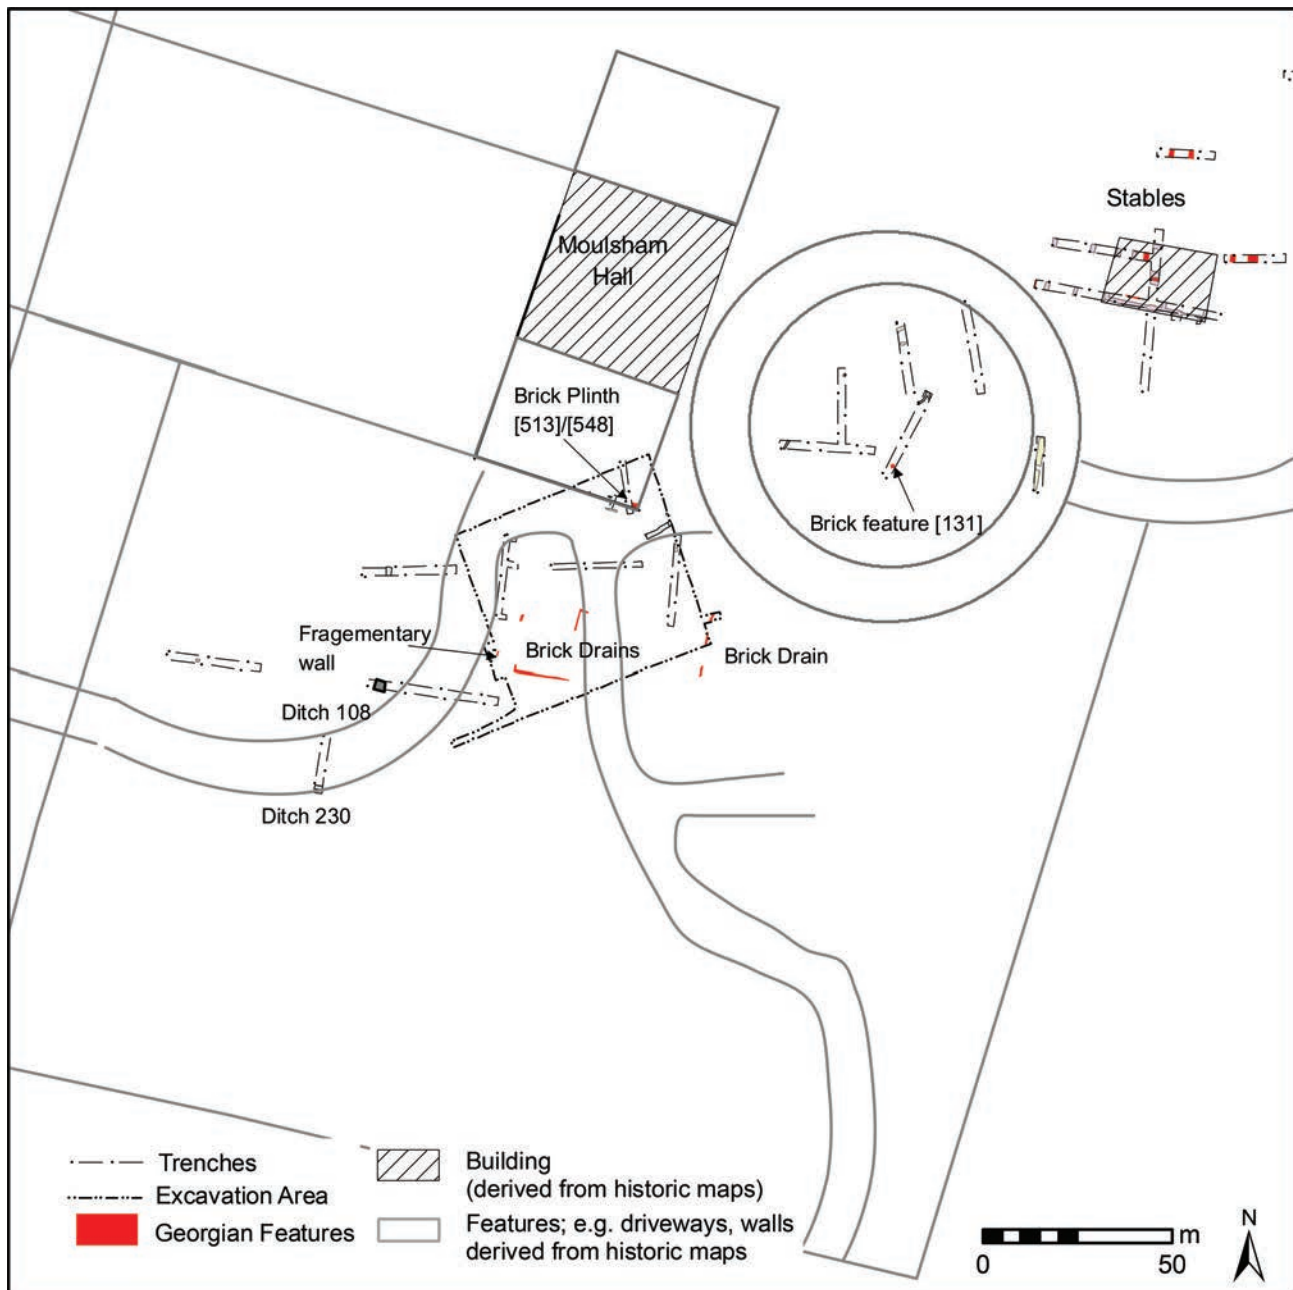 Stables
Moulsham
Hall
Brick Plinth
[513]/[548]
Brick feature [131]
Fragementary
wall
Brick Drains
Brick Drain
Ditch 108
Ditch 230
Trenches
Excavation Area
Georgian Features
Building
(derived from historic maps)
Features; e.g. driveways, walls
derived from historic maps
m
0
50
N